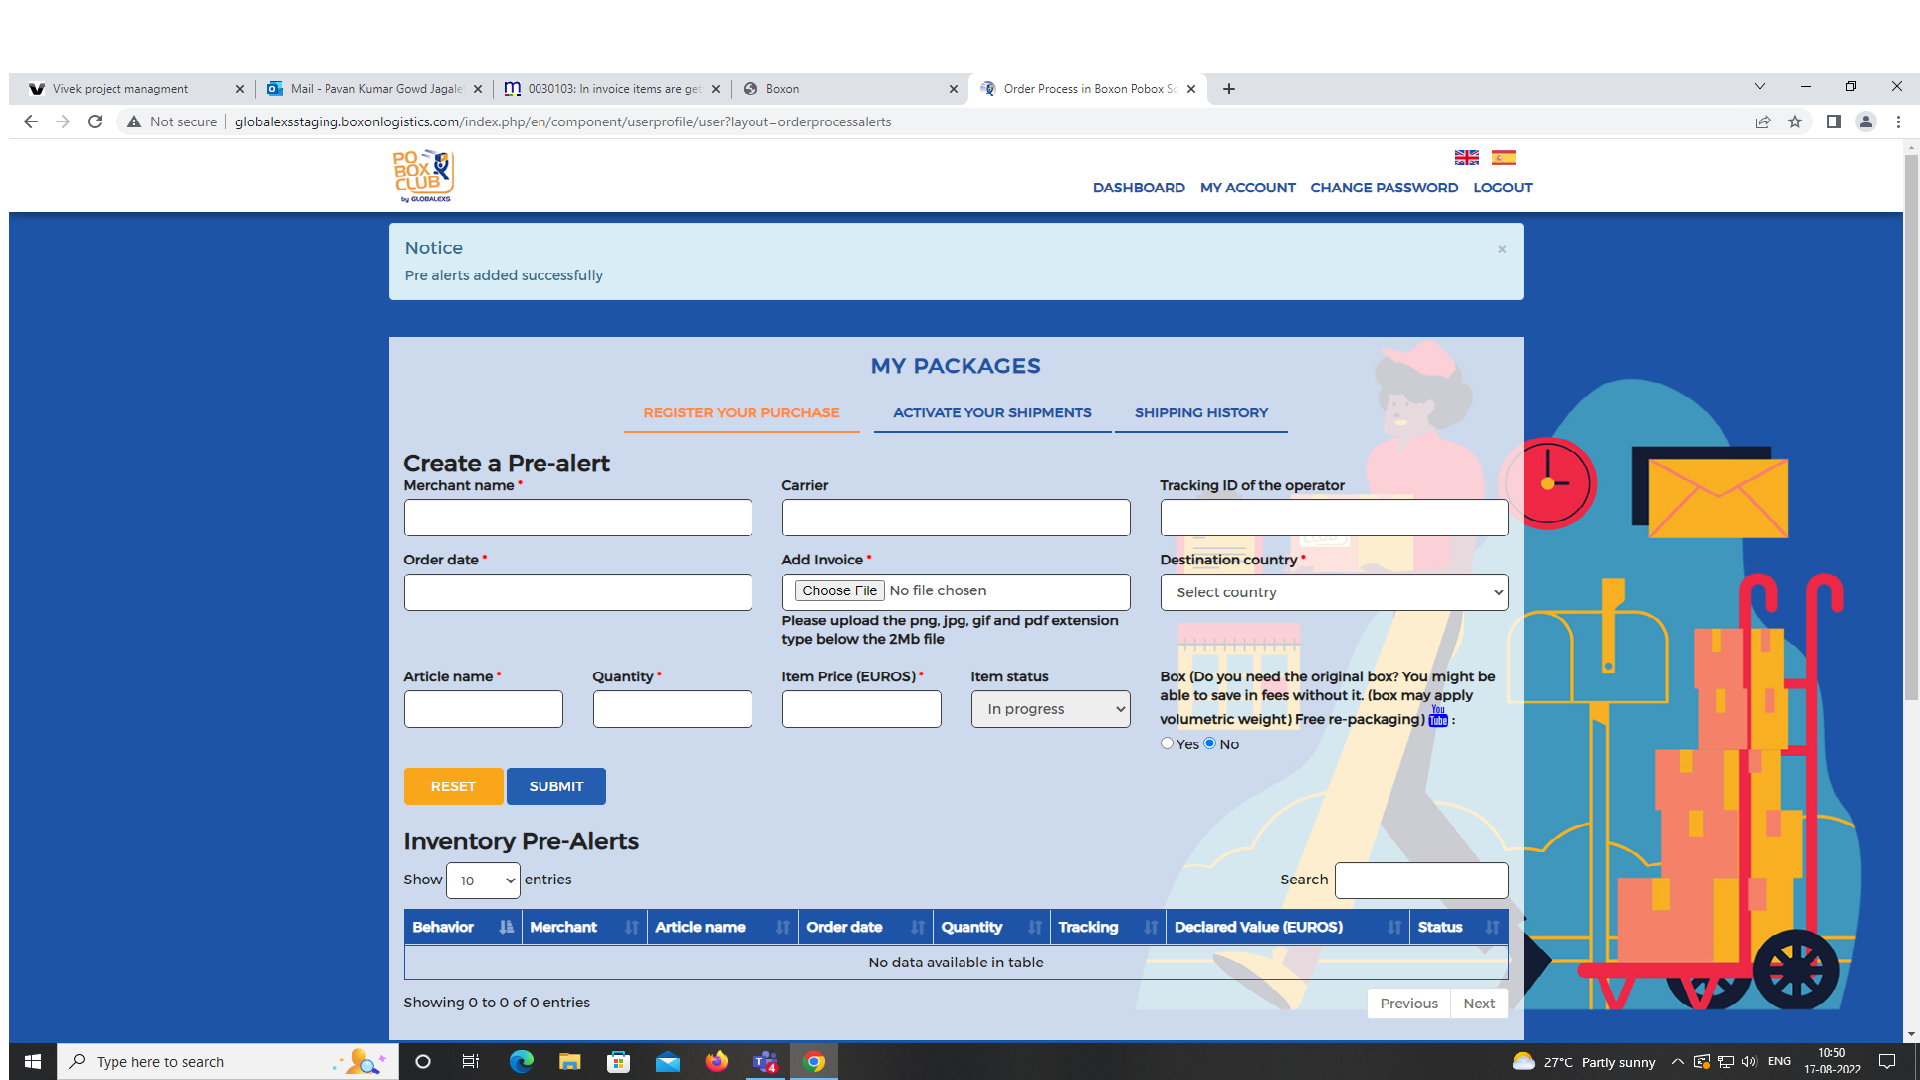 Vivek project managment
Mail - Pavan Kumar Gowd Jagale
0030103: In invoice items are get
Boxon
Order Process in Boxon Pobox So
Not secure
globalexsstaging.boxonlogistics.com/index.php/en/component/userprofile/user?layout=orderprocessalerts
PO BOX CLUB
by GLOBALEXS
DASHBOARD MY ACCOUNT CHANGE PASSWORD LOGOUT
Notice
×
Pre alerts added successfully
MY PACKAGES
REGISTER YOUR PURCHASE ACTIVATE YOUR SHIPMENTS SHIPPING HISTORY
Create a Pre-alert
Merchant name * Carrier Tracking ID of the operator
Order date * Add Invoice * Destination country *
Choose File No file chosen Select country
Please upload the png, jpg, gif and pdf extension
type below the 2Mb file
Article name * Quantity * Item Price (EUROS) * Item status
In progress
Box (Do you need the original box? You might be
able to save in fees without it. (box may apply
volumetric weight) Free re-packaging) You Tube :
Yes No
RESET SUBMIT
Inventory Pre-Alerts
Show 10 entries Search
Behavior Merchant Article name Order date Quantity Tracking Declared Value (EUROS) Status
No data available in table
Showing 0 to 0 of 0 entries Previous Next
Type here to search
4
27°C Partly sunny ENG 10:50
17-08-2022